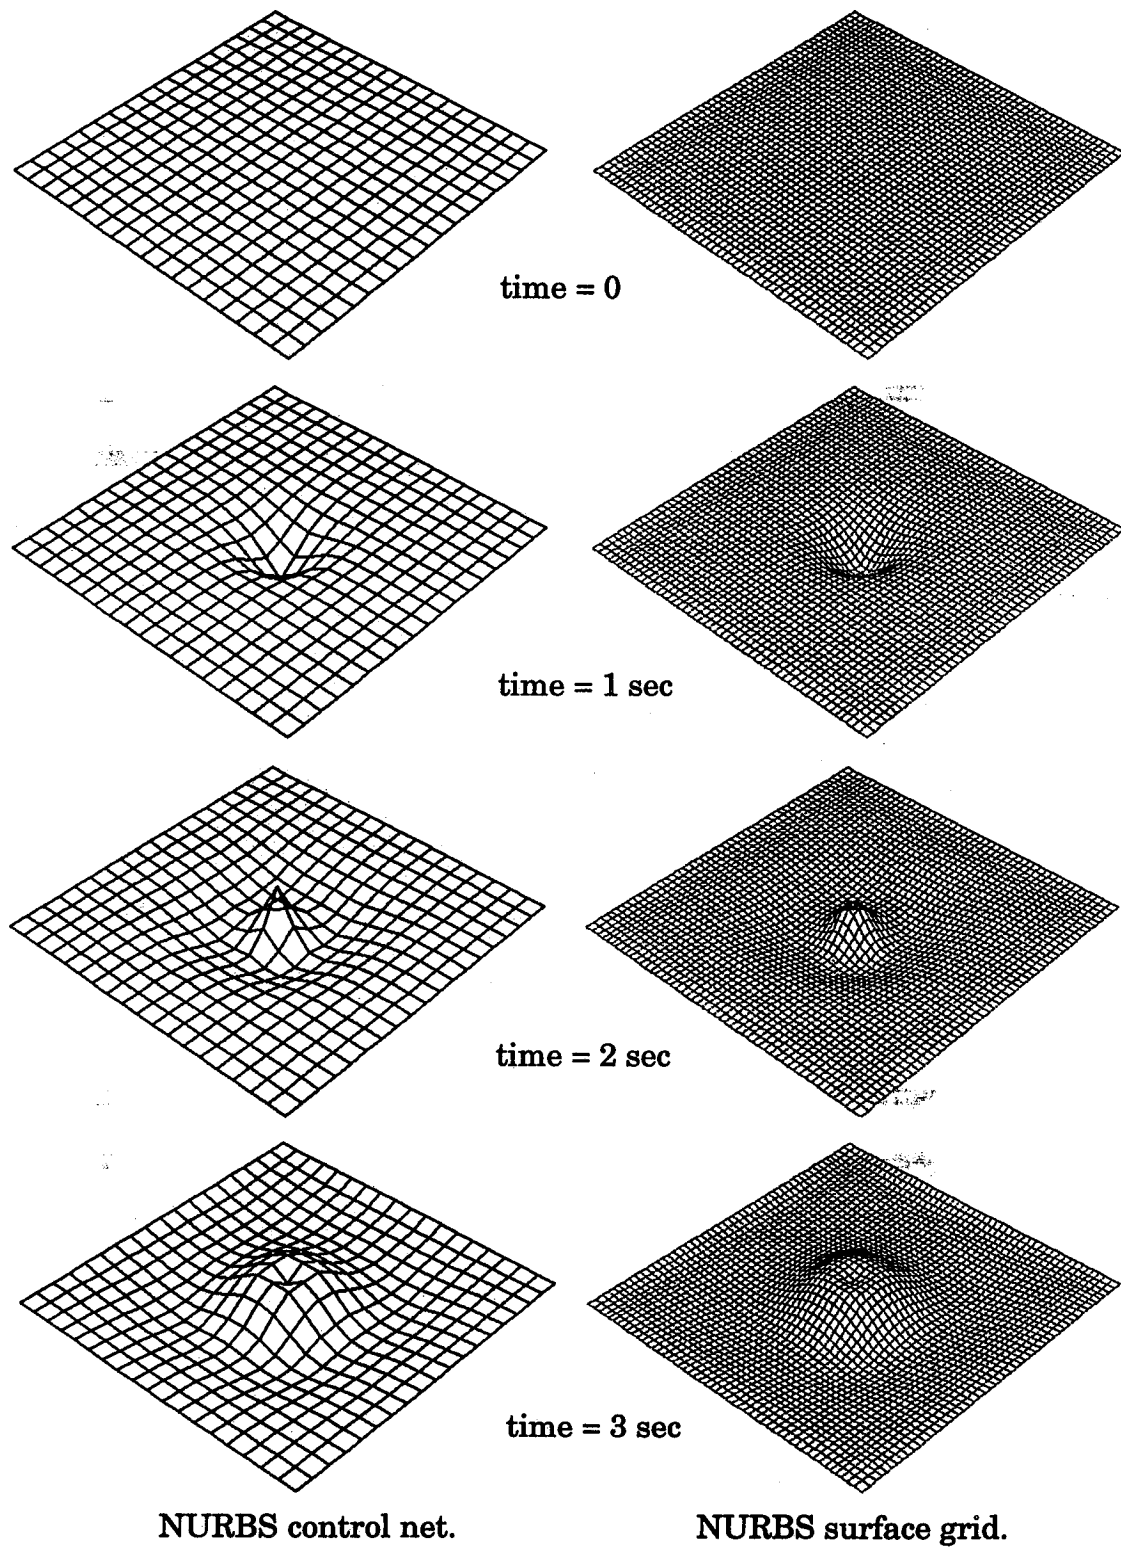 time = 0
time = 1 sec
time = 2 sec
time = 3 sec
NURBS control net.
NURBS surface grid.